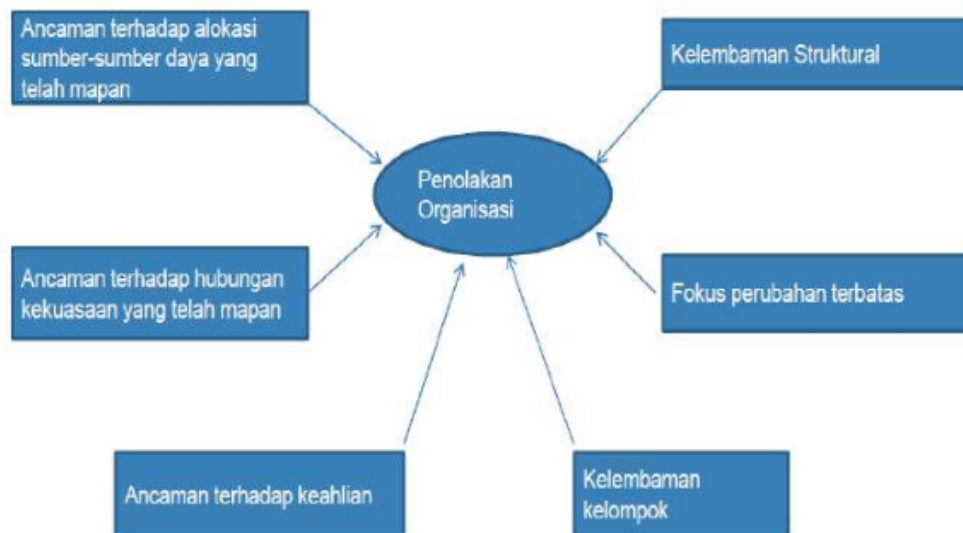 Ancaman terhadap alokasi
sumber-sumber daya yang
telah mapan
Kelembaman Struktural
Penolakan
Organisasi
Ancaman terhadap hubungan
kekuasaan yang telah mapan
Fokus perubahan terbatas
Ancaman terhadap keahlian
Kelembaman
kelompok